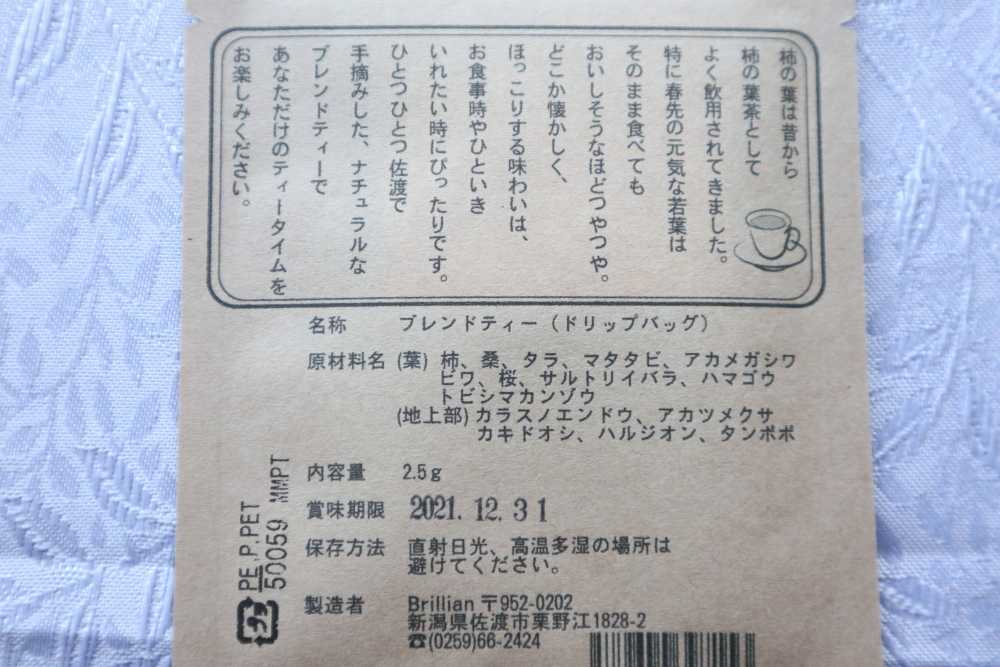 柿の葉は昔から
柿の葉茶として
よく飲用されてきました。
特に春先の元気な若葉は
そのまま食べても
おいしそうなほどつやつや。
どこか懐かしく、
ほっこりする味わいは、
お食事時やひといき
いれたい時にぴったりです。
ひとつひとつ佐渡で
手摘みした、ナチュラルな
ブレンドティーで
あなただけのティータイムを
お楽しみください。
名称 ブレンドティー（ドリップバッグ）
原材料名 (葉) 柿、桑、タラ、マタタビ、アカメガシワ
ビワ、桜、サルトリイバラ、ハマゴウ
トビシマカンゾウ
(地上部) カラスノエンドウ、アカツメクサ
カキドオシ、ハルジオン、タンポポ
内容量 2.5g
賞味期限 2021.12.31
保存方法 直射日光、高温多湿の場所は
避けてください。
製造者 Brillian 〒952-0202
新潟県佐渡市栗野江1828-2
☎(0259)66-2424
プラ
PE,P,PET
50059 MMPT